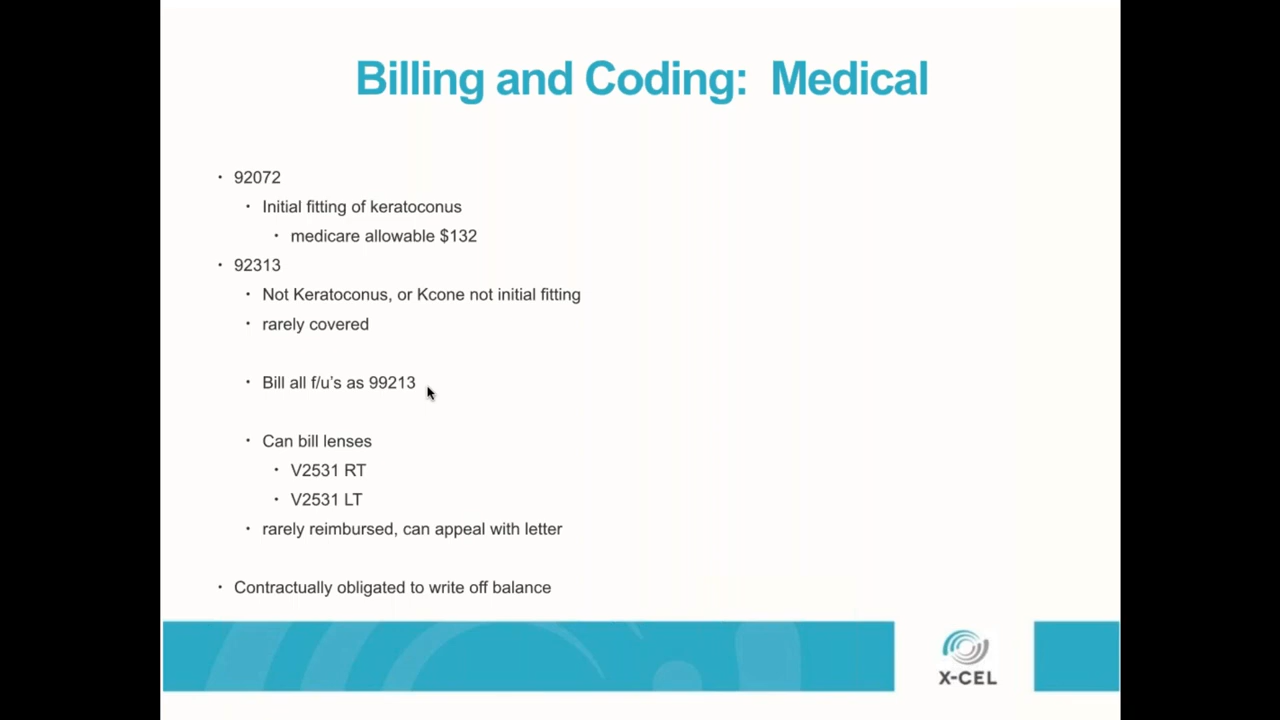 Billing and Coding: Medical
92072
Initial fitting of keratoconus
medicare allowable $132
92313
Not Keratoconus, or Kcone not initial fitting
rarely covered
Bill all f/u’s as 99213
Can bill lenses
V2531 RT
V2531 LT
rarely reimbursed, can appeal with letter
Contractually obligated to write off balance
X-CEL